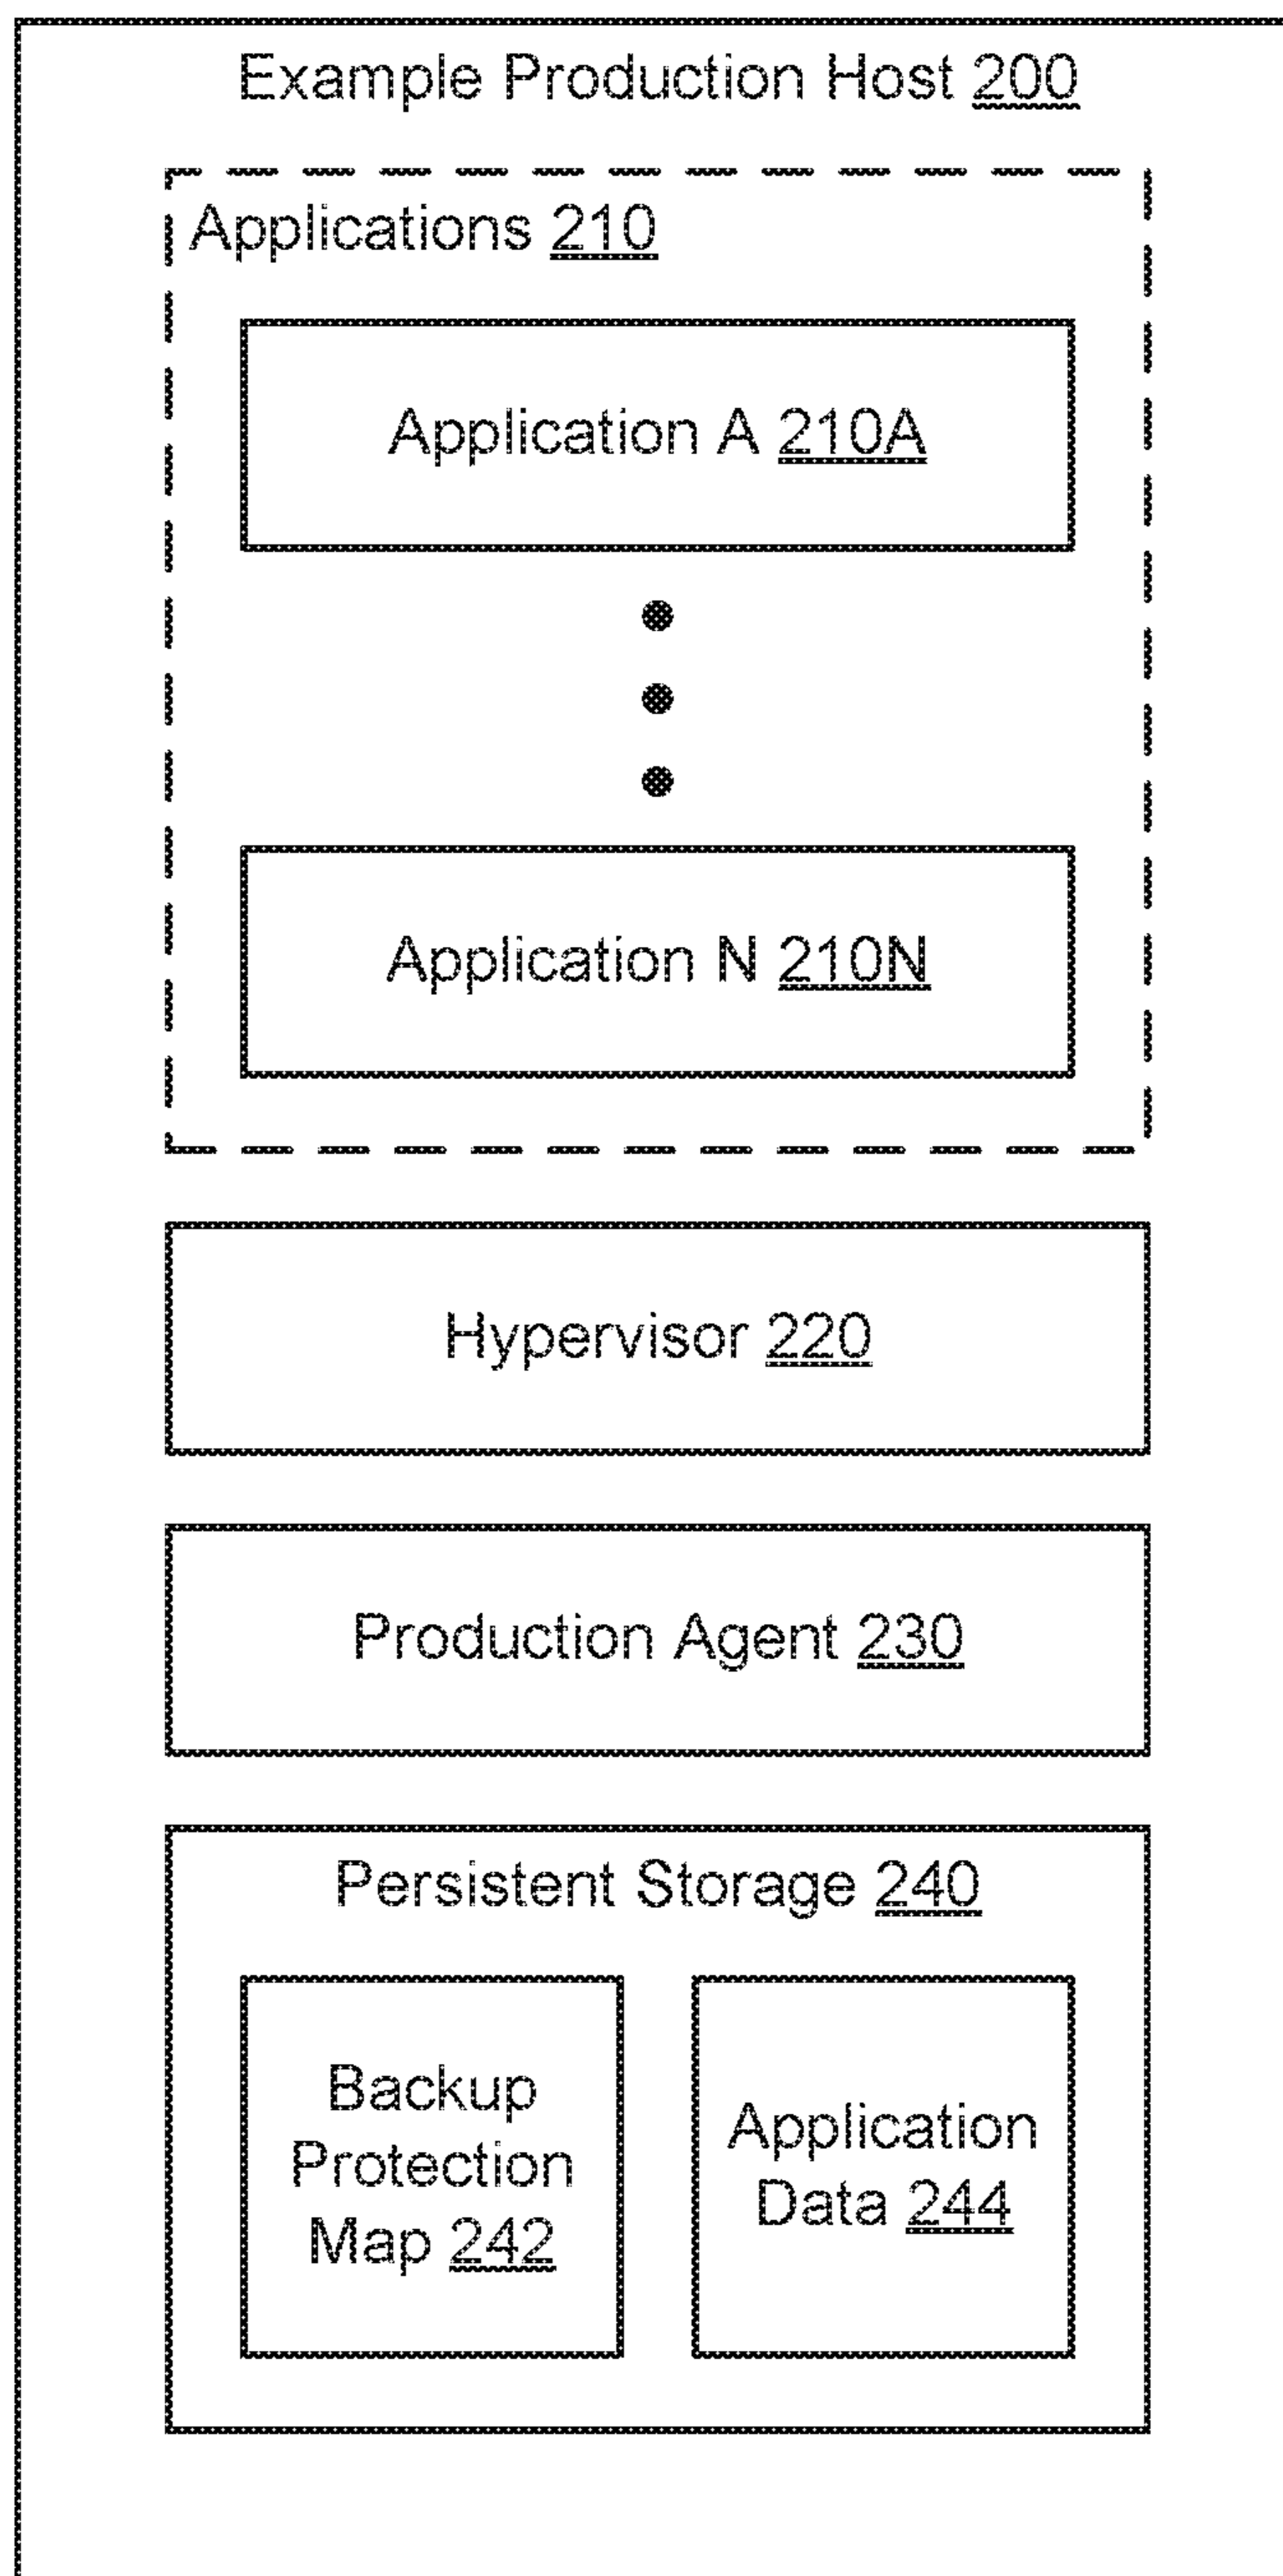 Example Production Host 200
Applications 210
Application A 210A
Application N 210N
Hypervisor 220
Production Agent 230
Persistent Storage 240
Backup
Protection
Map 242
Application
Data 244